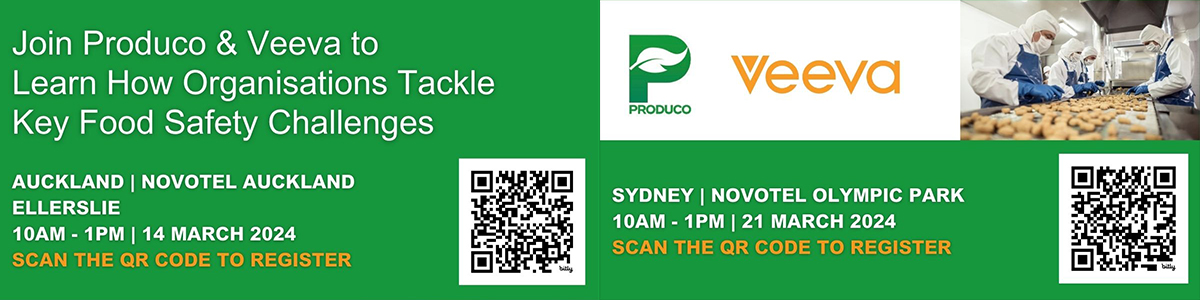 Join Produco & Veeva to
Learn How Organisations Tackle
Key Food Safety Challenges
AUCKLAND | NOVOTEL AUCKLAND
ELLERSLIE
10AM - 1PM | 14 MARCH 2024
SCAN THE QR CODE TO REGISTER
bitly
P
PRODUCO
Veeva
SYDNEY | NOVOTEL OLYMPIC PARK
10AM - 1PM | 21 MARCH 2024
SCAN THE QR CODE TO REGISTER
bitly